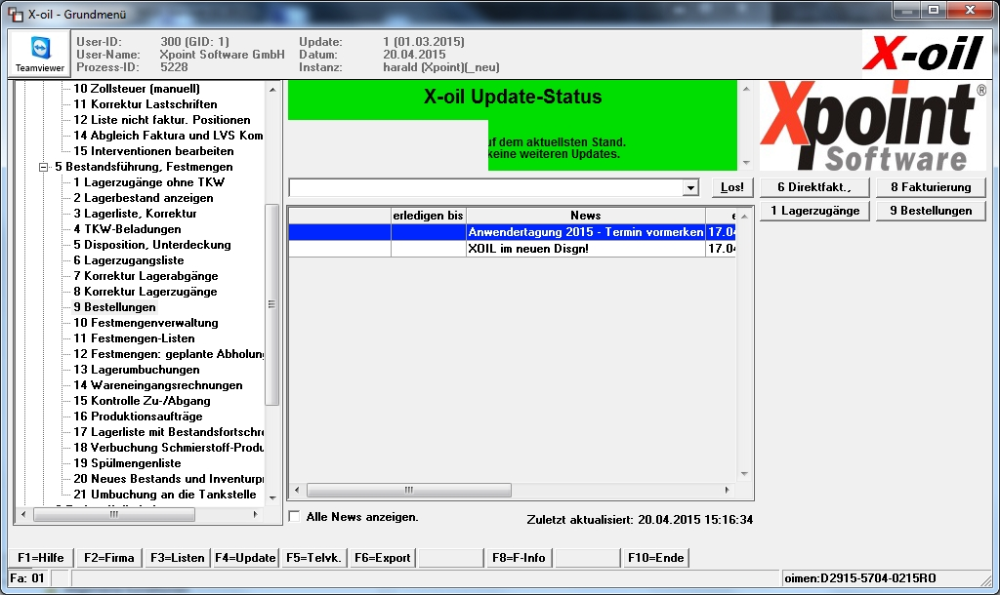 X-oil - Grundmenü
Teamviewer
User-ID: 300 (GID: 1) Update: 1 (01.03.2015)
User-Name: Xpoint Software GmbH Datum: 20.04.2015
Prozess-ID: 5228 Instanz: harald (Xpoint)(_neu)
X-oil
10 Zollsteuer (manuell)
11 Korrektur Lastschriften
12 Liste nicht faktur. Positionen
14 Abgleich Faktura und LVS Kom
15 Interventionen bearbeiten
5 Bestandsführung, Festmengen
1 Lagerzugänge ohne TKW
2 Lagerbestand anzeigen
3 Lagerliste, Korrektur
4 TKW-Beladungen
5 Disposition, Unterdeckung
6 Lagerzugangsliste
7 Korrektur Lagerabgänge
8 Korrektur Lagerzugänge
9 Bestellungen
10 Festmengenverwaltung
11 Festmengen-Listen
12 Festmengen: geplante Abholun
13 Lagerumbuchungen
14 Wareneingangsrechnungen
15 Kontrolle Zu-/Abgang
16 Produktionsaufträge
17 Lagerliste mit Bestandsfortschre
18 Verbuchung Schmierstoff-Produ
19 Spülmengenliste
20 Neues Bestands und Inventurpr
21 Umbuchung an die Tankstelle
X-oil Update-Status
uf dem aktuellsten Stand.
keine weiteren Updates.
Los!
erledigen bis News e
Anwendertagung 2015 - Termin vormerken 17.04
XOIL im neuen Disgn! 17.04
Alle News anzeigen.
Zuletzt aktualisiert: 20.04.2015 15:16:34
Xpoint®
Software
6 Direktfakt., 8 Fakturierung
1 Lagerzugänge 9 Bestellungen
F1=Hilfe F2=Firma F3=Listen F4=Update F5=Telvk. F6=Export F8=F-Info F10=Ende
Fa: 01
oimen:D2915-5704-0215RO